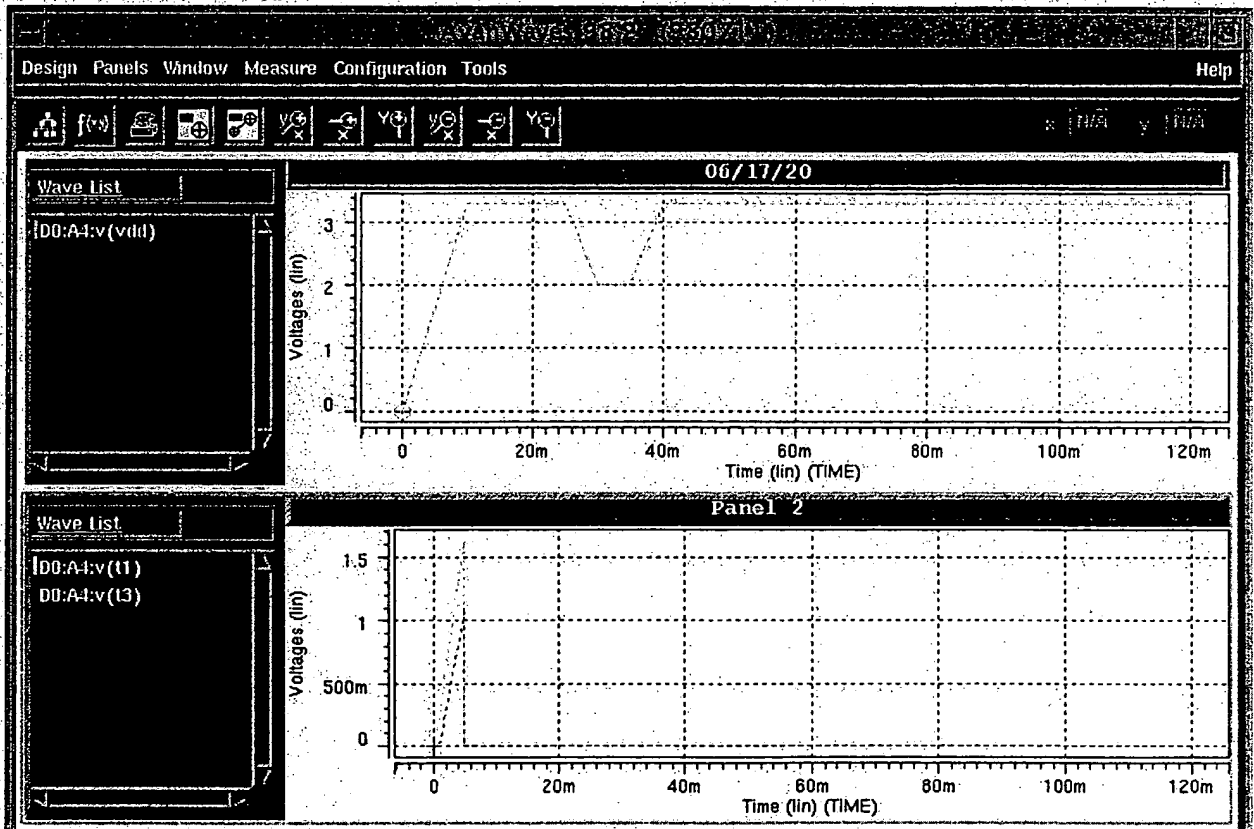 Design Panels Window Measure Configuration Tools Help
x N/A y N/A
06/17/20
Wave List
D0:A4:v(vdd)
Voltages (lin)
3
2
1
0
0 20m 40m 60m 80m 100m 120m
Time (lin) (TIME)
Panel 2
Wave List
D0:A4:v(t1)
D0:A4:v(t3)
Voltages (lin)
1.5
1
500m
0
0 20m 40m 60m 80m 100m 120m
Time (lin) (TIME)